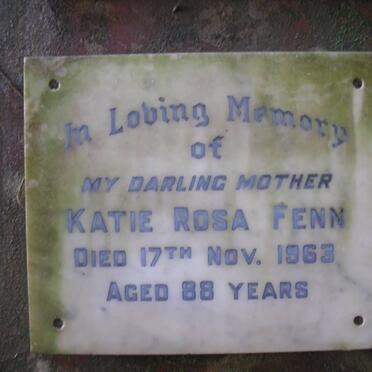 In Loving Memory
of
MY DARLING MOTHER
KATIE ROSA FENN
DIED 17TH NOV. 1963
AGED 88 YEARS